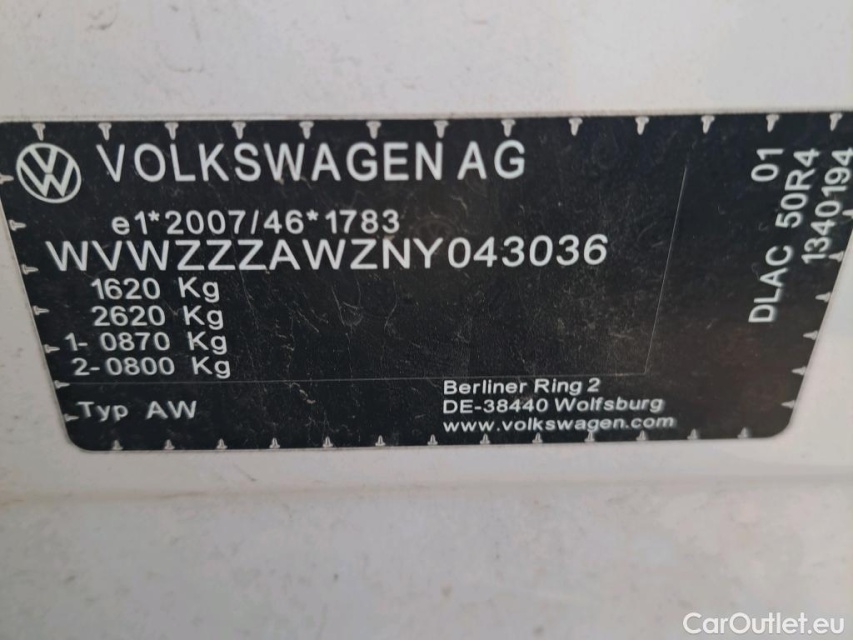 VOLKSWAGEN AG
e1*2007/46*1783
WVWZZZAWZNY043036
1620 Kg
2620 Kg
1- 0870 Kg
2- 0800 Kg
Typ AW
Berliner Ring 2
DE-38440 Wolfsburg
www.volkswagen.com
01
DLAC 50R4
1340194
CarOutlet.eu